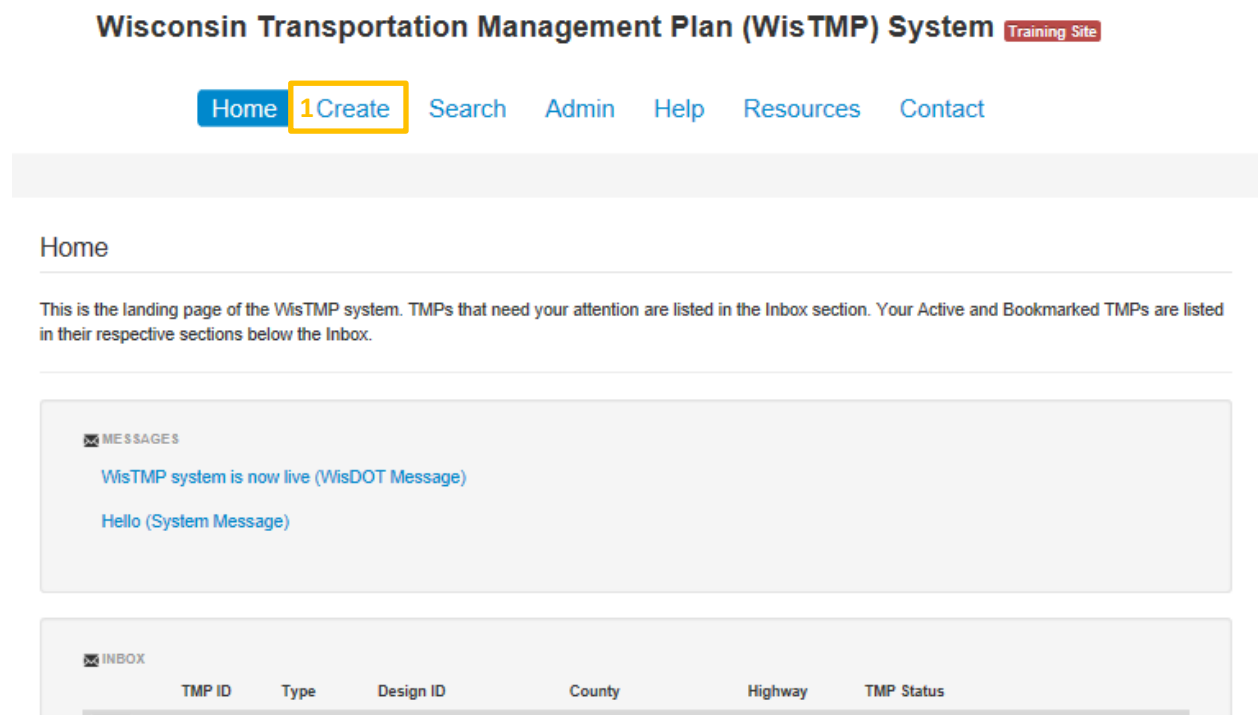 Wisconsin Transportation Management Plan (WisTMP) System Training Site
Home 1 Create Search Admin Help Resources Contact
Home
This is the landing page of the WisTMP system. TMPs that need your attention are listed in the Inbox section. Your Active and Bookmarked TMPs are listed
in their respective sections below the Inbox.
MESSAGES
WisTMP system is now live (WisDOT Message)
Hello (System Message)
INBOX
TMP ID Type Design ID County Highway TMP Status